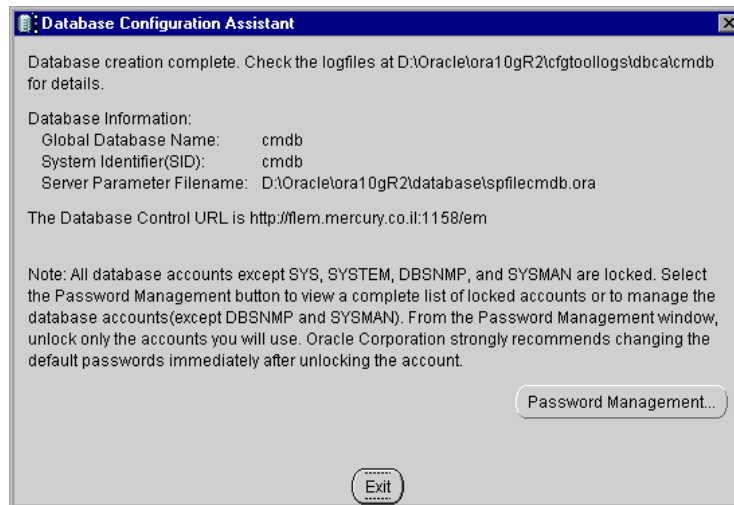 Database Configuration Assistant
Database creation complete. Check the logfiles at D:\Oracle\ora10gR2\cfgtoollogs\dbca\cmdb
for details.
Database Information:
Global Database Name: cmdb
System Identifier(SID): cmdb
Server Parameter Filename: D:\Oracle\ora10gR2\database\spfilecmdb.ora
The Database Control URL is http://flem.mercury.co.il:1158/em
Note: All database accounts except SYS, SYSTEM, DBSNMP, and SYSMAN are locked. Select
the Password Management button to view a complete list of locked accounts or to manage the
database accounts(except DBSNMP and SYSMAN). From the Password Management window,
unlock only the accounts you will use. Oracle Corporation strongly recommends changing the
default passwords immediately after unlocking the account.
Password Management...
Exit